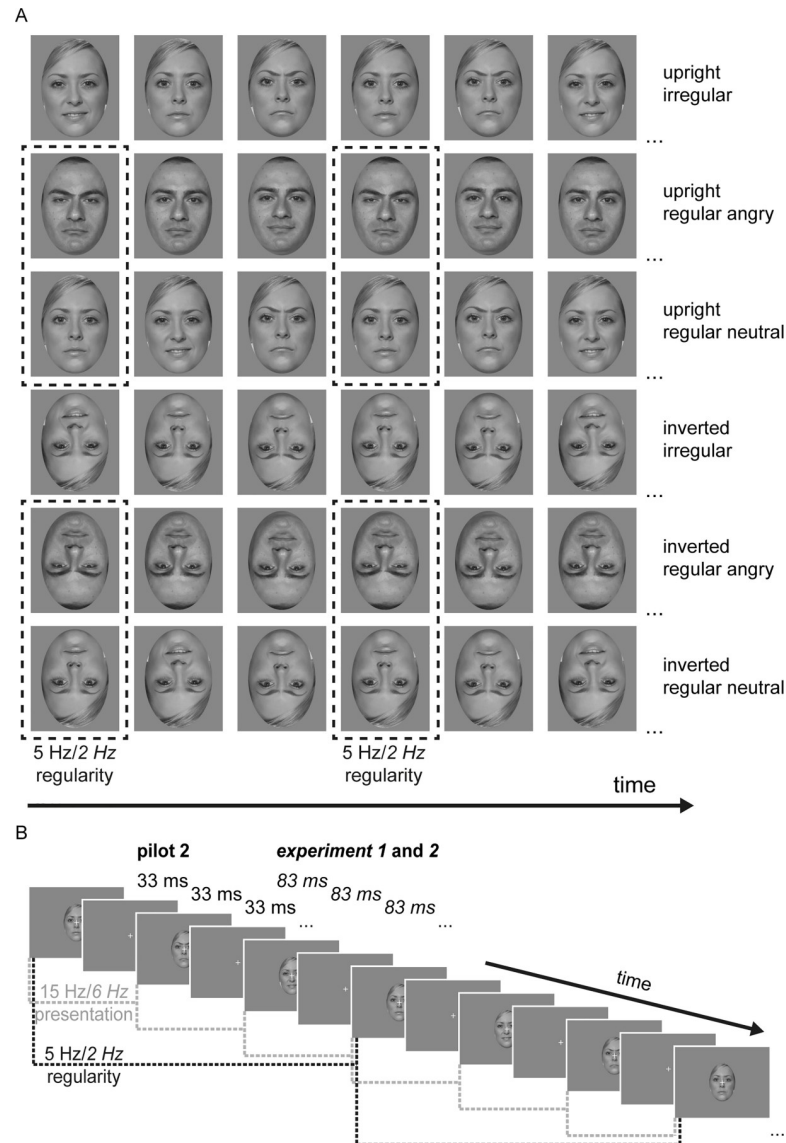 A
upright
irregular
...
upright
regular angry
...
upright
regular neutral
...
inverted
irregular
...
inverted
regular angry
...
inverted
regular neutral
...
5 Hz/2 Hz
regularity
5 Hz/2 Hz
regularity
time
B
pilot 2
experiment 1 and 2
33 ms
33 ms
33 ms
...
83 ms
83 ms
83 ms
...
time
15 Hz/6 Hz
presentation
5 Hz/2 Hz
regularity
...